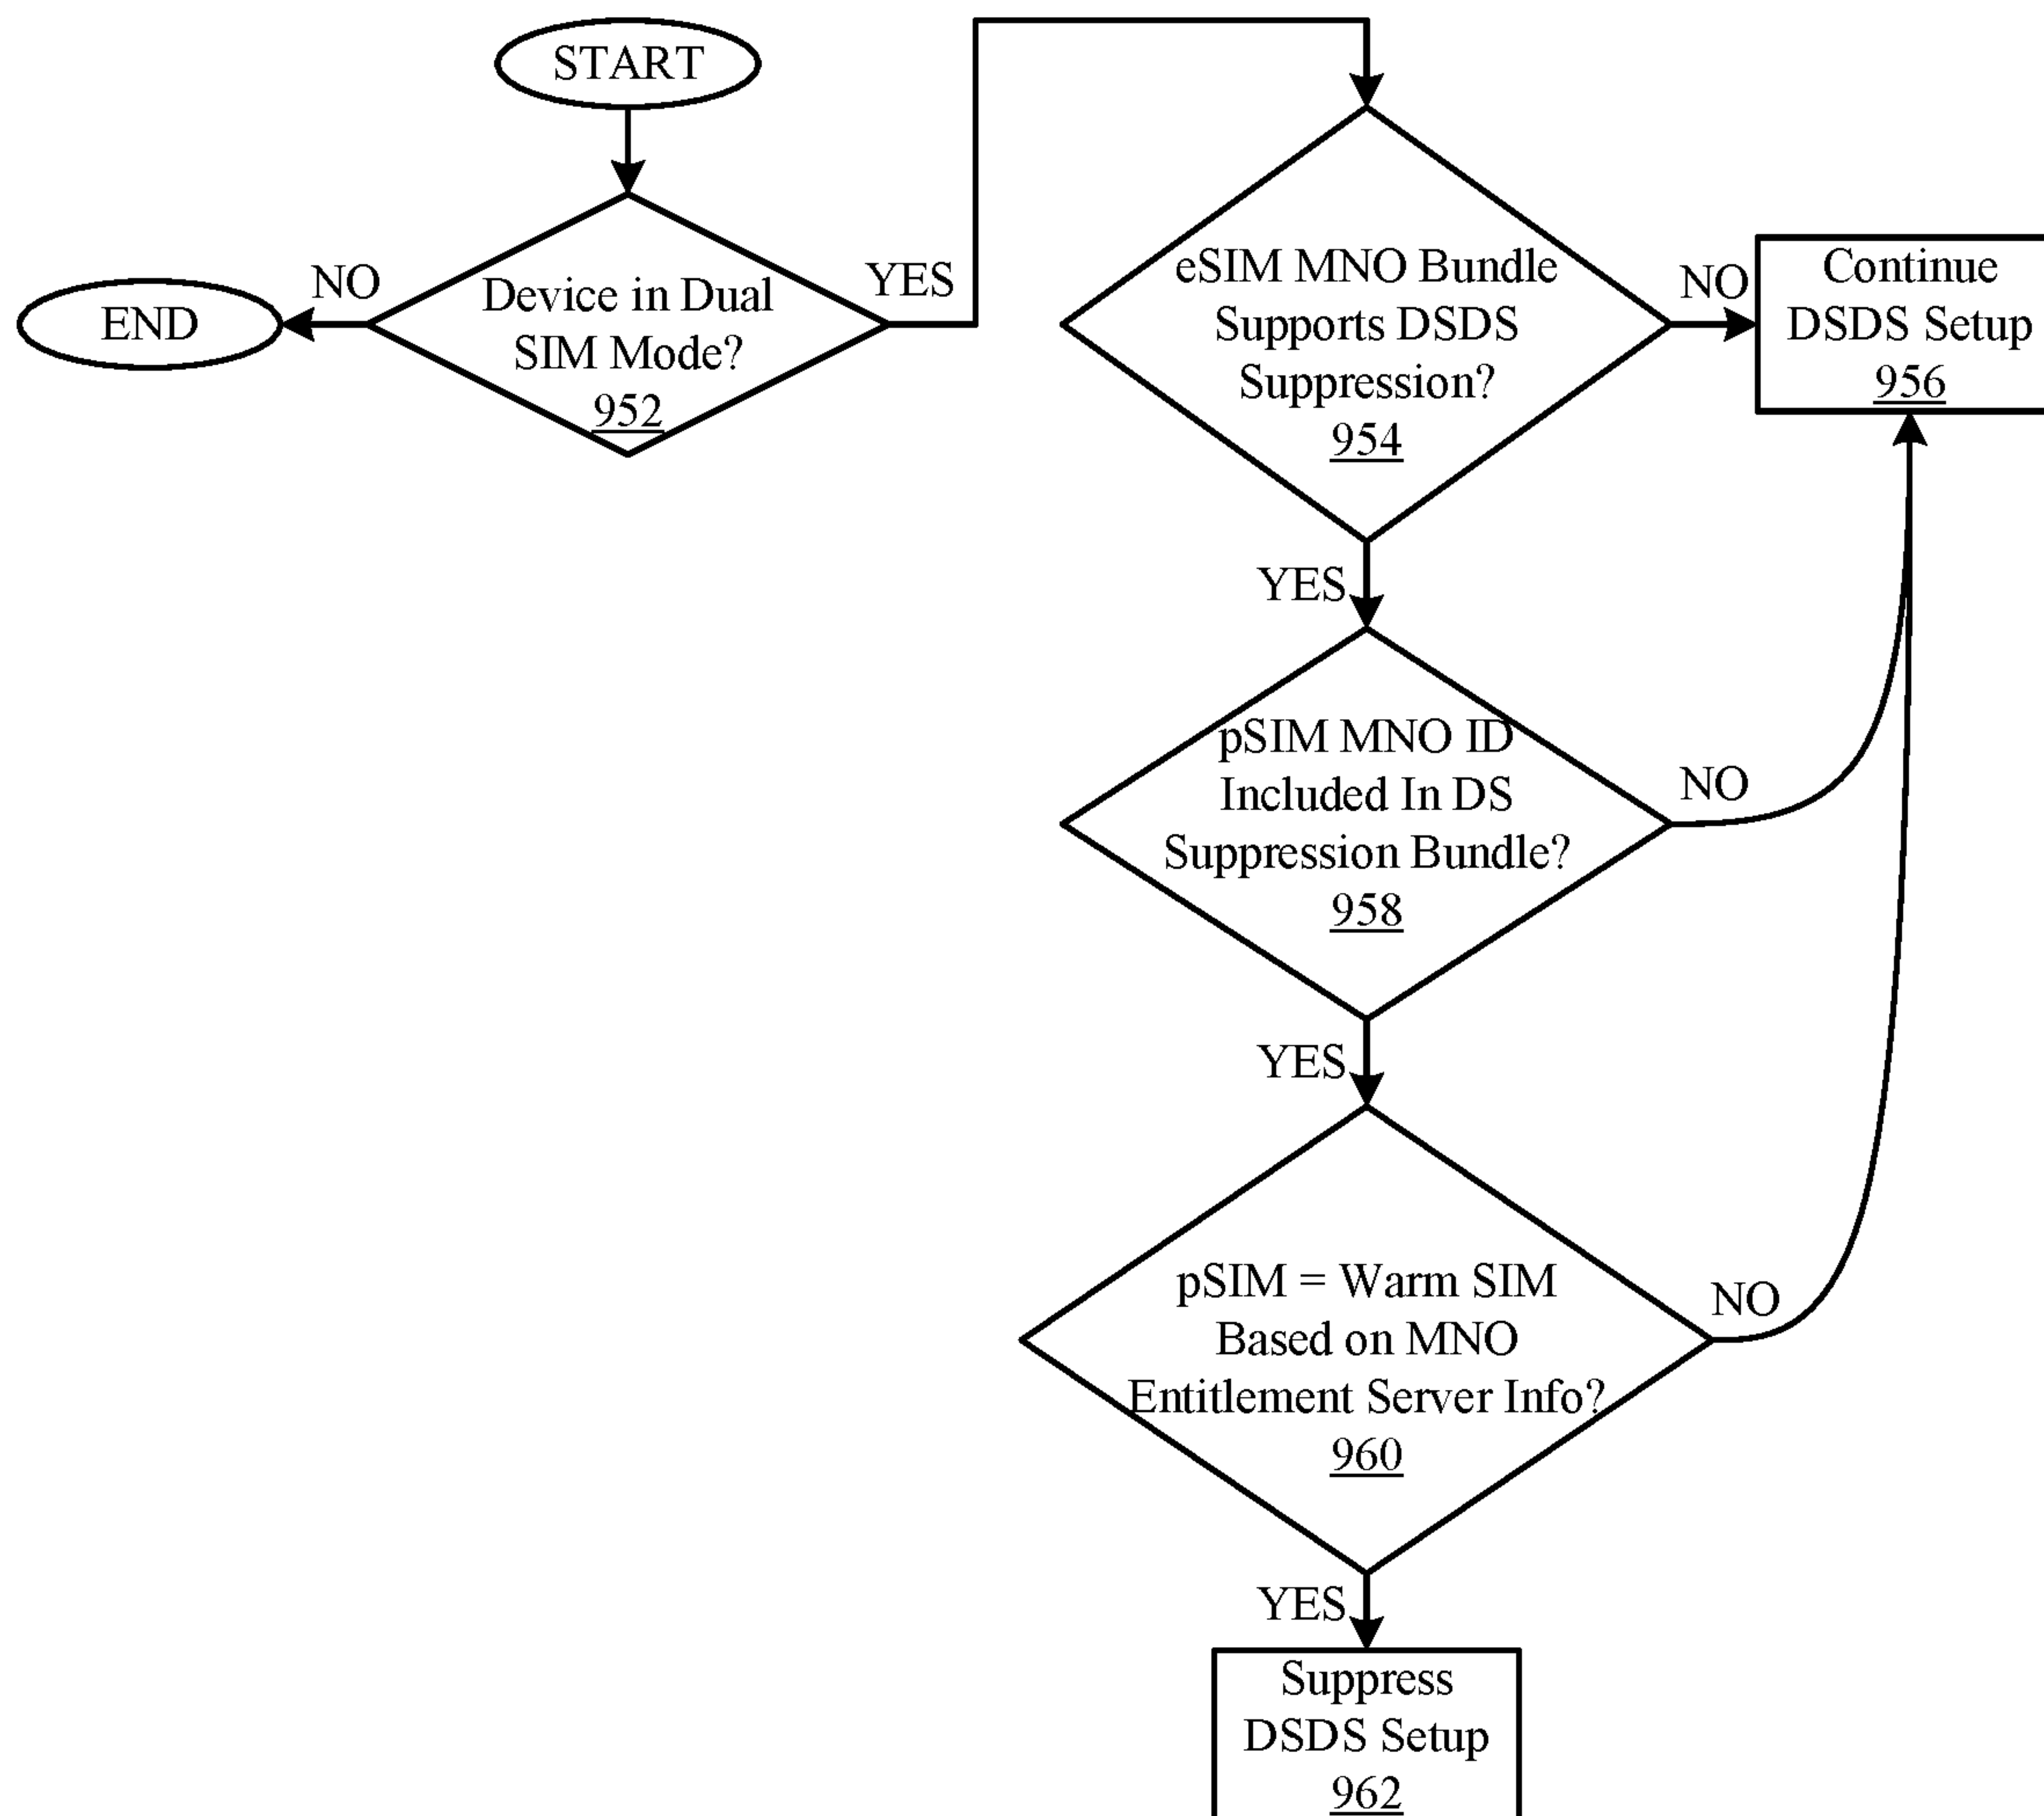 START
Device in Dual
SIM Mode?
952
NO
END
YES
eSIM MNO Bundle
Supports DSDS
Suppression?
954
NO
Continue
DSDS Setup
956
YES
pSIM MNO ID
Included In DS
Suppression Bundle?
958
NO
YES
pSIM = Warm SIM
Based on MNO
Entitlement Server Info?
960
NO
YES
Suppress
DSDS Setup
962